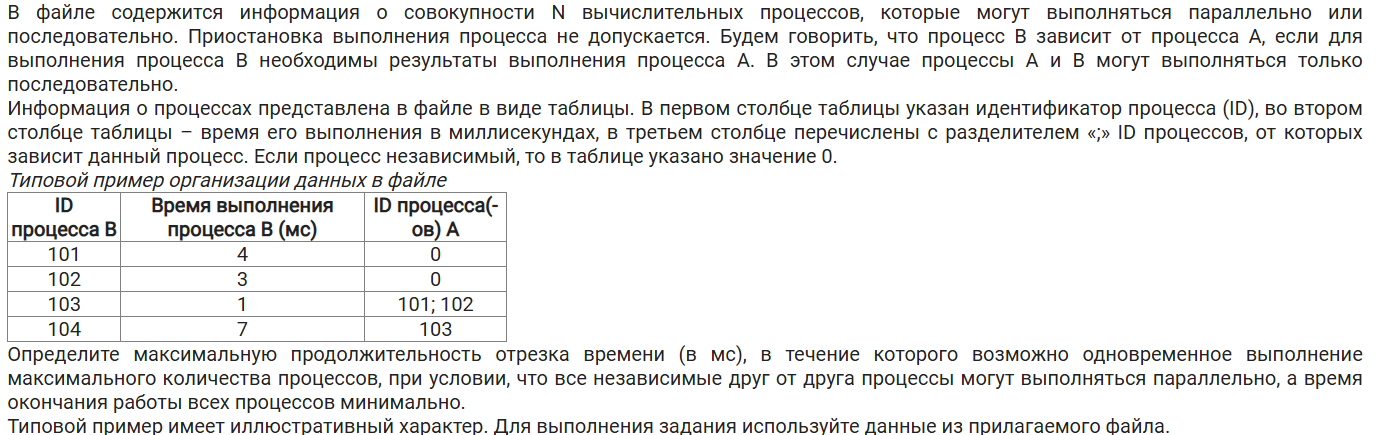 В файле содержится информация о совокупности N вычислительных процессов, которые могут выполняться параллельно или
последовательно. Приостановка выполнения процесса не допускается. Будем говорить, что процесс B зависит от процесса A, если для
выполнения процесса B необходимы результаты выполнения процесса A. В этом случае процессы A и B могут выполняться только
последовательно.
Информация о процессах представлена в файле в виде таблицы. В первом столбце таблицы указан идентификатор процесса (ID), во втором
столбце таблицы – время его выполнения в миллисекундах, в третьем столбце перечислены с разделителем «;» ID процессов, от которых
зависит данный процесс. Если процесс независимый, то в таблице указано значение 0.
Типовой пример организации данных в файле
ID процесса B Время выполнения процесса B (мс) ID процесса(-ов) A
101 4 0
102 3 0
103 1 101; 102
104 7 103
Определите максимальную продолжительность отрезка времени (в мс), в течение которого возможно одновременное выполнение
максимального количества процессов, при условии, что все независимые друг от друга процессы могут выполняться параллельно, а время
окончания работы всех процессов минимально.
Типовой пример имеет иллюстративный характер. Для выполнения задания используйте данные из прилагаемого файла.